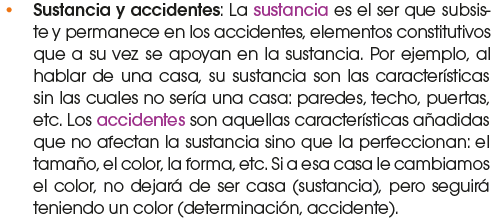 • Sustancia y accidentes: La sustancia es el ser que subsis-
te y permanece en los accidentes, elementos constitutivos
que a su vez se apoyan en la sustancia. Por ejemplo, al
hablar de una casa, su sustancia son las características
sin las cuales no sería una casa: paredes, techo, puertas,
etc. Los accidentes son aquellas características añadidas
que no afectan la sustancia sino que la perfeccionan: el
tamaño, el color, la forma, etc. Si a esa casa le cambiamos
el color, no dejará de ser casa (sustancia), pero seguirá
teniendo un color (determinación, accidente).